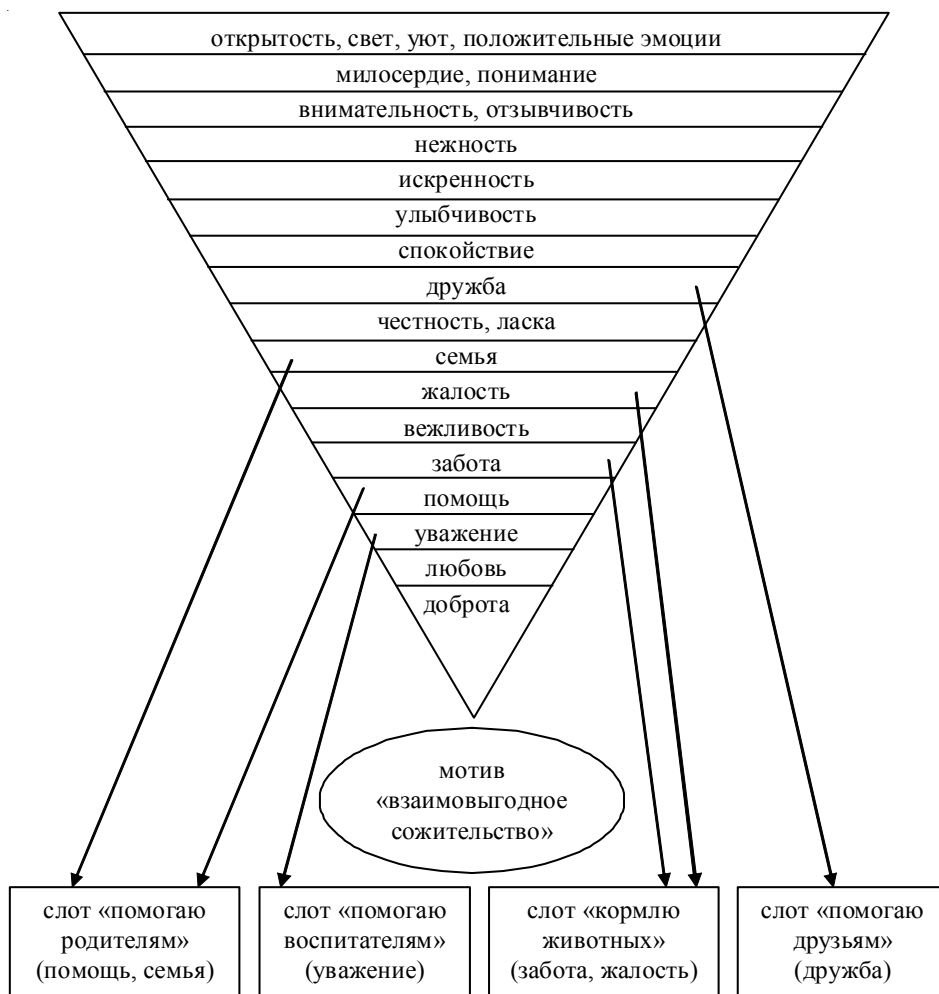 открытость, свет, уют, положительные эмоции
милосердие, понимание
внимательность, отзывчивость
нежность
искренность
улыбчивость
спокойствие
дружба
честность, ласка
семья
жалость
вежливость
забота
помощь
уважение
любовь
доброта
мотив
«взаимовыгодное
сожительство»
слот «помогаю
родителям»
(помощь, семья)
слот «помогаю
воспитателям»
(уважение)
слот «кормлю
животных»
(забота, жалость)
слот «помогаю
друзьям»
(дружба)